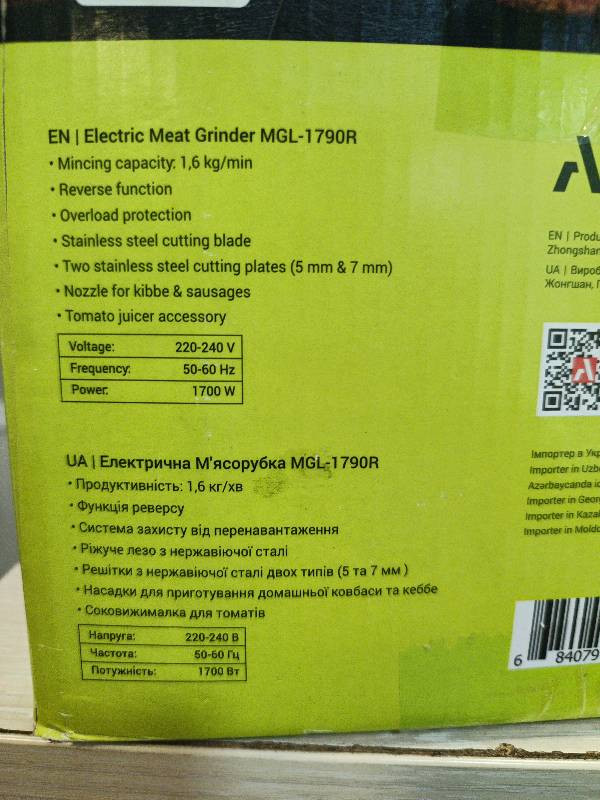 EN | Electric Meat Grinder MGL-1790R
• Mincing capacity: 1,6 kg/min
• Reverse function
• Overload protection
• Stainless steel cutting blade
• Two stainless steel cutting plates (5 mm & 7 mm)
• Nozzle for kibbe & sausages
• Tomato juicer accessory
Voltage: 220-240 V
Frequency: 50-60 Hz
Power: 1700 W
UA | Електрична М'ясорубка MGL-1790R
• Продуктивність: 1,6 кг/хв
• Функція реверсу
• Система захисту від перенавантаження
• Ріжуче лезо з нержавіючої сталі
• Решітки з нержавіючої сталі двох типів (5 та 7 мм )
• Насадки для приготування домашньої ковбаси та кеббе
• Соковижималка для томатів
Напруга: 220-240 В
Частота: 50-60 Гц
Потужність: 1700 Вт
EN | Produ
Zhongshan
UA | Вироб
Жонгшан,
Імпортер в Укр
Importer in Uzb
Azərbaycanda
Importer in Geor
Importer in Kaza
Importer in Moldo
6 84079